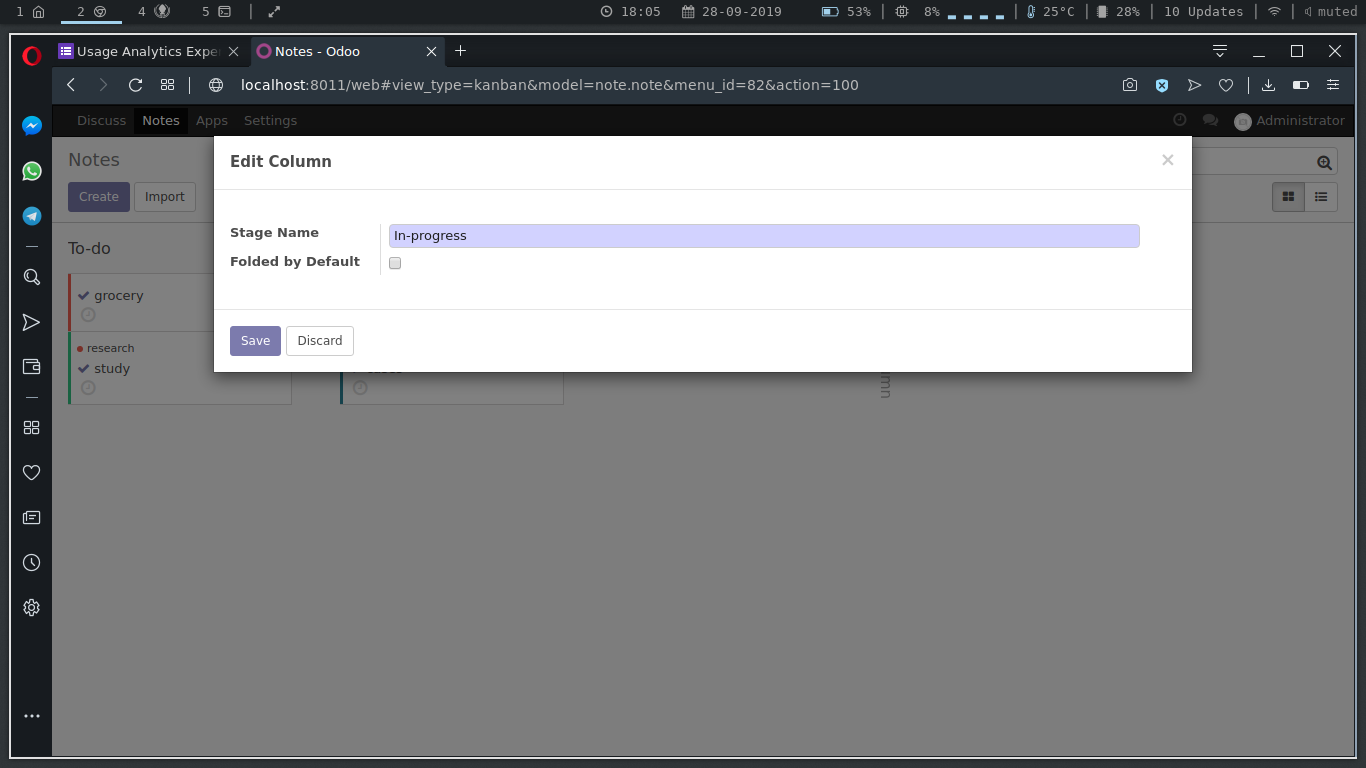 1 2 4 5 18:05 28-09-2019 53% 8% 25°C 28% 10 Updates muted
Usage Analytics Expe Notes - Odoo
localhost:8011/web#view_type=kanban&model=note.note&menu_id=82&action=100
Discuss Notes Apps Settings Administrator
Edit Column
Notes
Create Import
Stage Name In-progress
To-do
Folded by Default
grocery
Save Discard
research
study